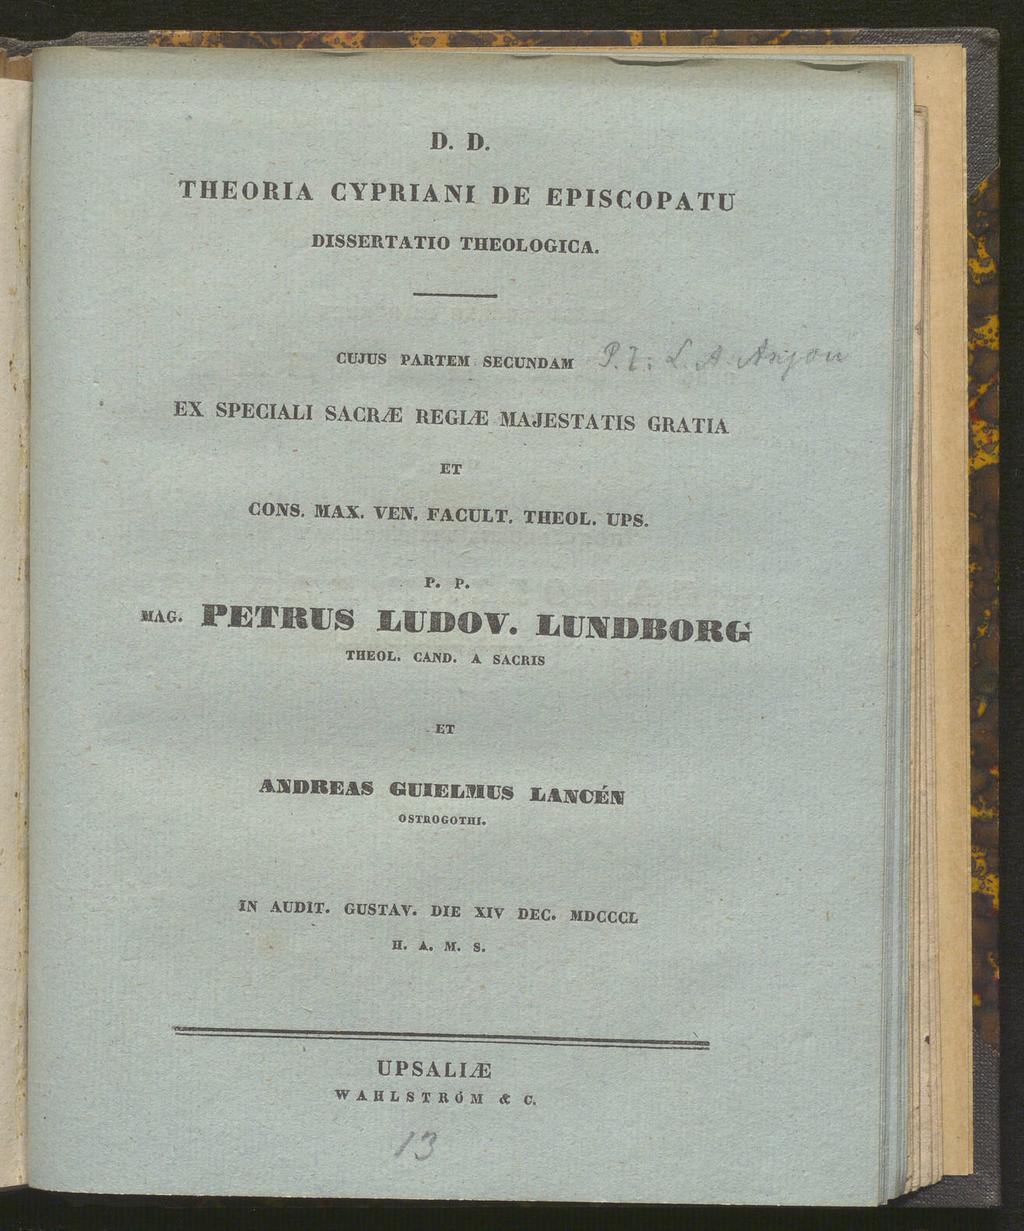 D. D.
THEORIA CYPRIANI DE EPISCOPATU
DISSERTATIO THEOLOGICA.
CUJUS PARTEM SECUNDAM P. I: L. A. Anjou
EX SPECIALI SACRÆ REGIÆ MAJESTATIS GRATIA
ET
CONS. MAX. VEN. FACULT. THEOL. UPS.
P. P.
MAG. PETRUS LUDOV. LUNDBORG
THEOL. CAND. A SACRIS
ET
ANDREAS GUIELMUS LANCÉN
OSTROGOTHI.
IN AUDIT. GUSTAV. DIE XIV DEC. MDCCCL
H. A. M. S.
UPSALIÆ
WAHLSTRÖM & C.
13